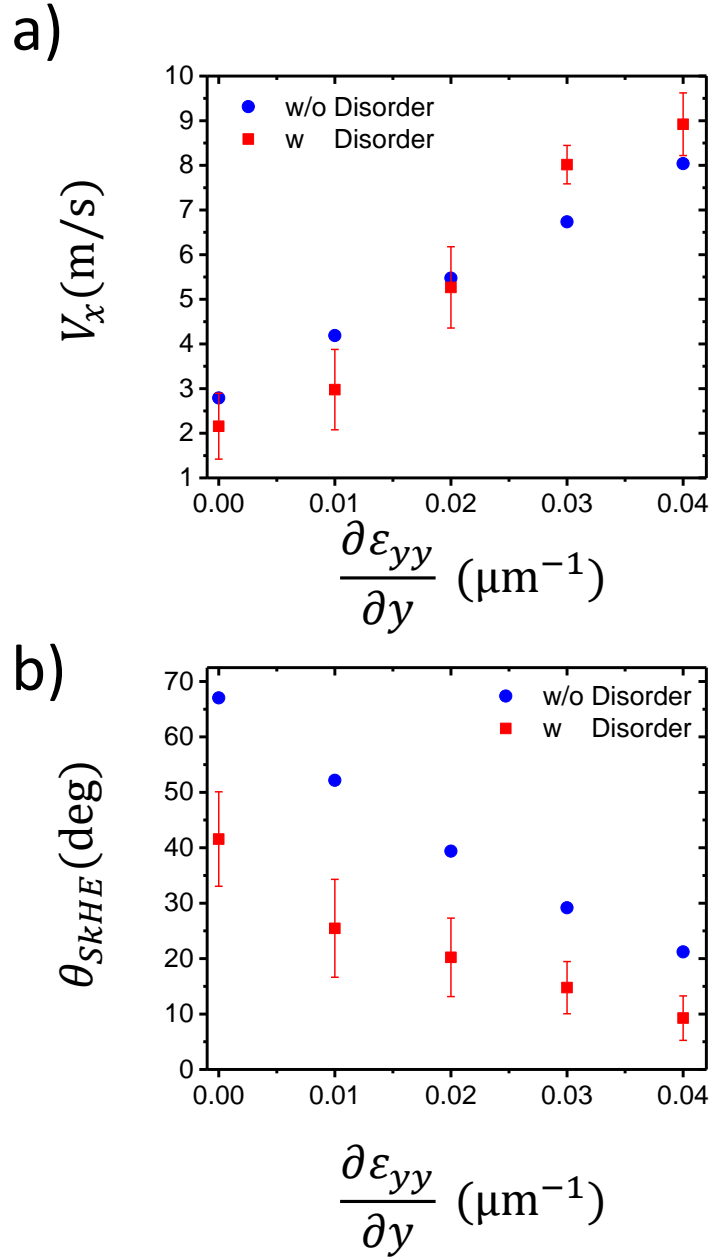 a)
10
9
8
7
6
5
4
3
2
1
w/o Disorder
w Disorder
V_x(m/s)
0.00 0.01 0.02 0.03 0.04
∂ε_yy/∂y (μm⁻¹)
b)
70
60
50
40
30
20
10
0
w/o Disorder
w Disorder
θ_SkHE(deg)
0.00 0.01 0.02 0.03 0.04
∂ε_yy/∂y (μm⁻¹)